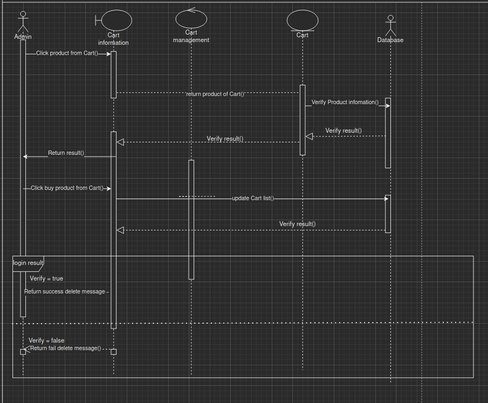 Admin
Cart
information
Cart
management
Cart
Database
Click product from Cart()
return product of Cart()
Verify Product infomation()
Verify result()
Verify result()
Return result()
Click buy product from Cart()
update Cart list()
Verify result()
login result
Verify = true
Return success delete message
Verify = false
Return fail delete message()